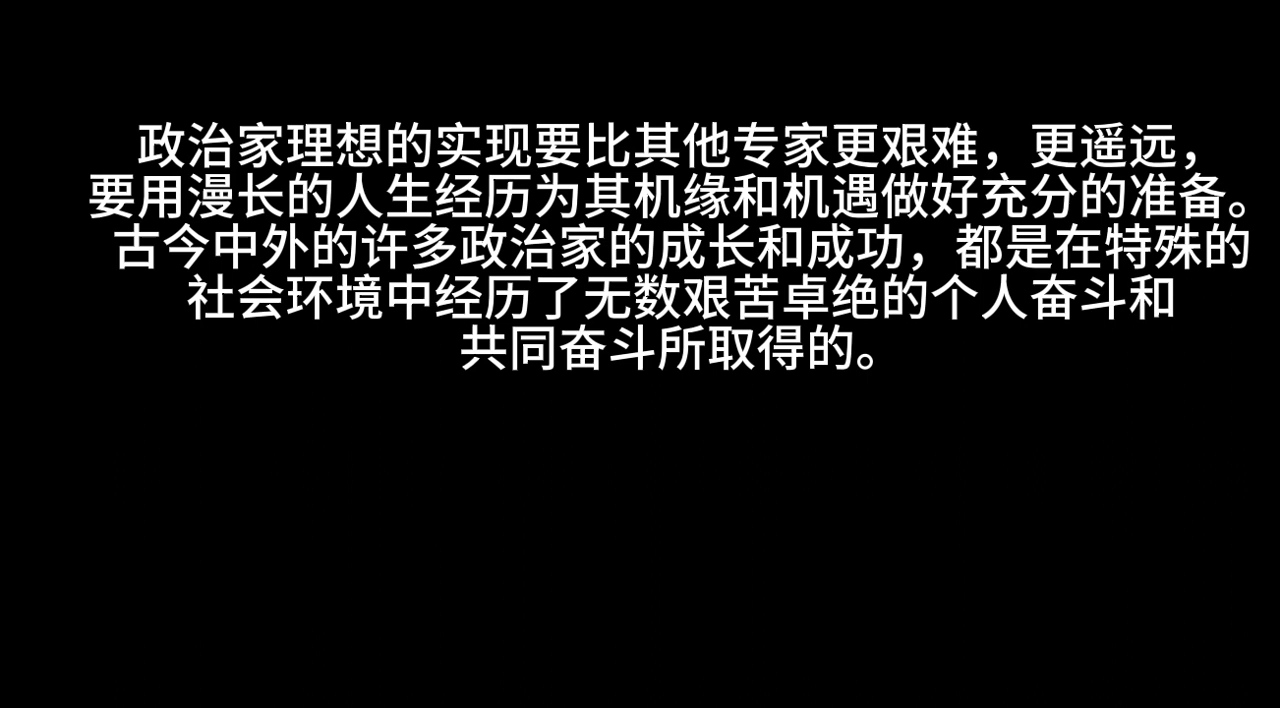 政治家理想的实现要比其他专家更艰难，更遥远，
要用漫长的人生经历为其机缘和机遇做好充分的准备。
古今中外的许多政治家的成长和成功，都是在特殊的
社会环境中经历了无数艰苦卓绝的个人奋斗和
共同奋斗所取得的。